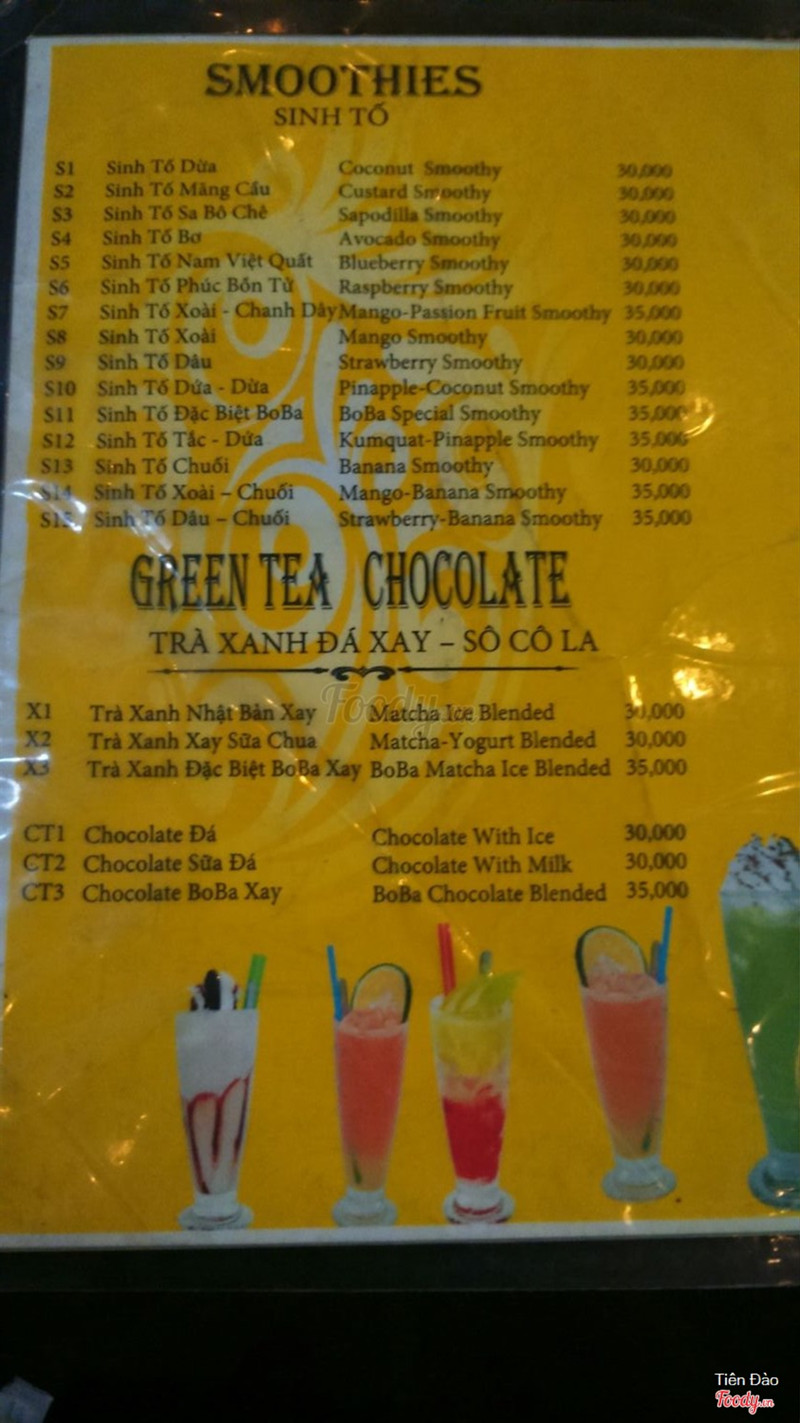 SMOOTHIES
SINH TỐ
S1 Sinh Tố Dừa Coconut Smoothy 30,000
S2 Sinh Tố Mãng Cầu Custard Smoothy 30,000
S3 Sinh Tố Sa Bô Chê Sapodilla Smoothy 30,000
S4 Sinh Tố Bơ Avocado Smoothy 30,000
S5 Sinh Tố Nam Việt Quất Blueberry Smoothy 30,000
S6 Sinh Tố Phúc Bồn Tử Raspberry Smoothy 30,000
S7 Sinh Tố Xoài - Chanh Dây Mango-Passion Fruit Smoothy 35,000
S8 Sinh Tố Xoài Mango Smoothy 30,000
S9 Sinh Tố Dâu Strawberry Smoothy 30,000
S10 Sinh Tố Dứa - Dừa Pinapple-Coconut Smoothy 35,000
S11 Sinh Tố Đặc Biệt BoBa BoBa Special Smoothy 35,000
S12 Sinh Tố Tắc - Dứa Kumquat-Pinapple Smoothy 35,000
S13 Sinh Tố Chuối Banana Smoothy 30,000
S14 Sinh Tố Xoài – Chuối Mango-Banana Smoothy 35,000
S15 Sinh Tố Dâu – Chuối Strawberry-Banana Smoothy 35,000
GREEN TEA CHOCOLATE
TRÀ XANH ĐÁ XAY – SÔ CÔ LA
Foody.vn
X1 Trà Xanh Nhật Bản Xay Matcha Ice Blended 30,000
X2 Trà Xanh Xay Sữa Chua Matcha-Yogurt Blended 30,000
X3 Trà Xanh Đặc Biệt BoBa Xay BoBa Matcha Ice Blended 35,000
CT1 Chocolate Đá Chocolate With Ice 30,000
CT2 Chocolate Sữa Đá Chocolate With Milk 30,000
CT3 Chocolate BoBa Xay BoBa Chocolate Blended 35,000
Tiên Đào
Foody.vn